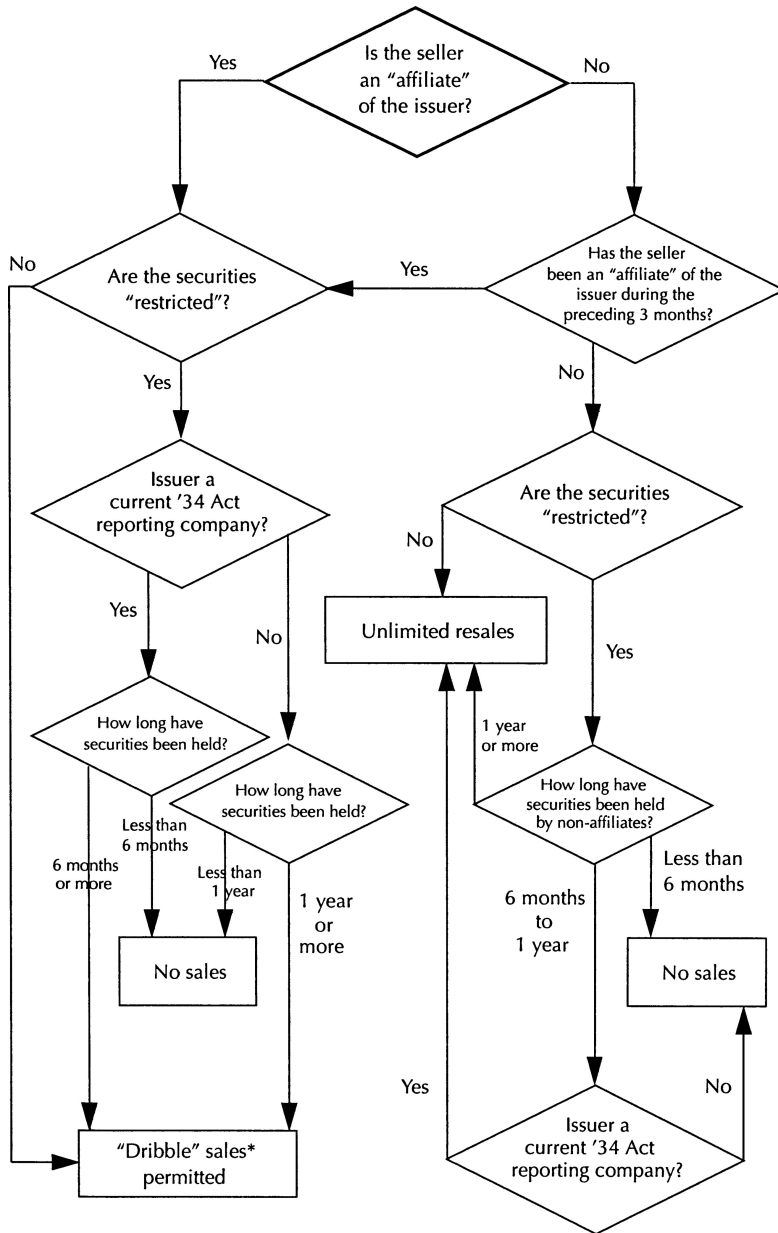 Is the seller
an “affiliate”
of the issuer?
Yes
No
Are the securities
“restricted”?
No
Yes
Has the seller
been an “affiliate” of the
issuer during the
preceding 3 months?
Yes
No
Issuer a
current ’34 Act
reporting company?
Are the securities
“restricted”?
No
Unlimited resales
Yes
No
Yes
How long have
securities been held?
How long have
securities been held?
1 year
or more
How long have
securities been held
by non-affiliates?
Less than
6 months
6 months
or more
Less than
1 year
1 year
or
more
6 months
to
1 year
Less than
6 months
No sales
No sales
Yes
No
“Dribble” sales*
permitted
Issuer a
current ’34 Act
reporting company?